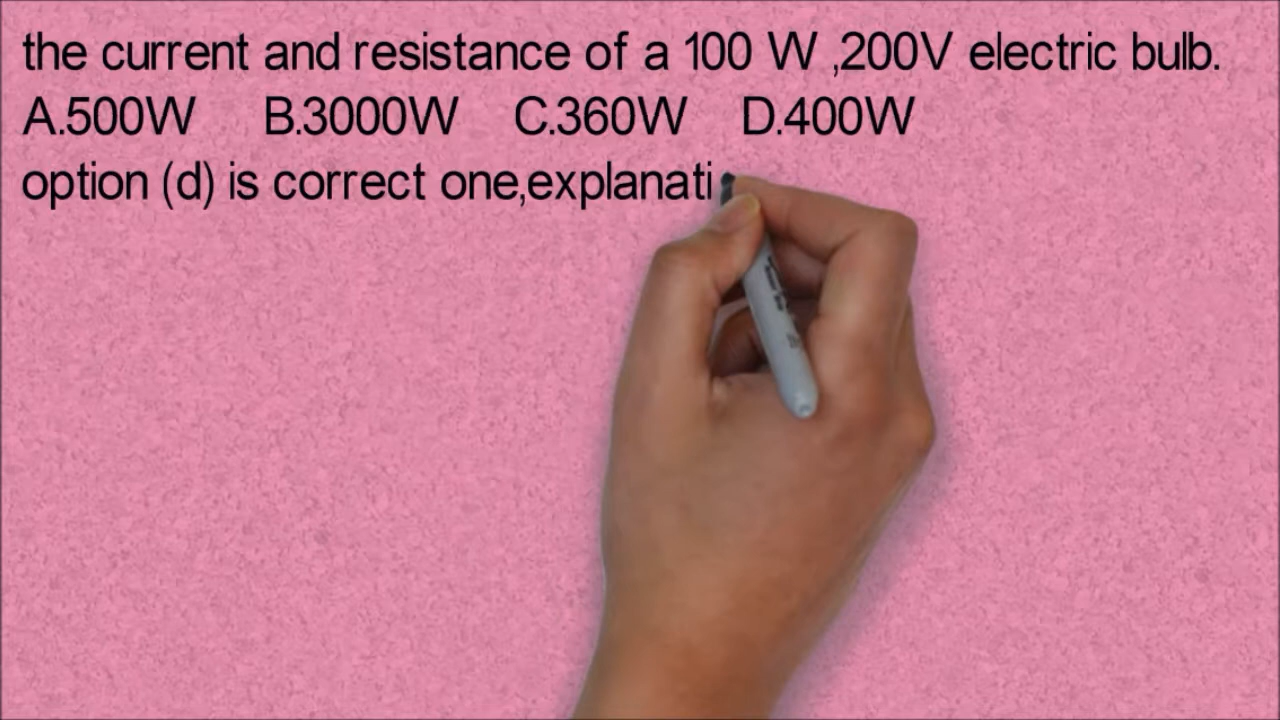 the current and resistance of a 100 W ,200V electric bulb.
A.500W B.3000W C.360W D.400W
option (d) is correct one,explanati